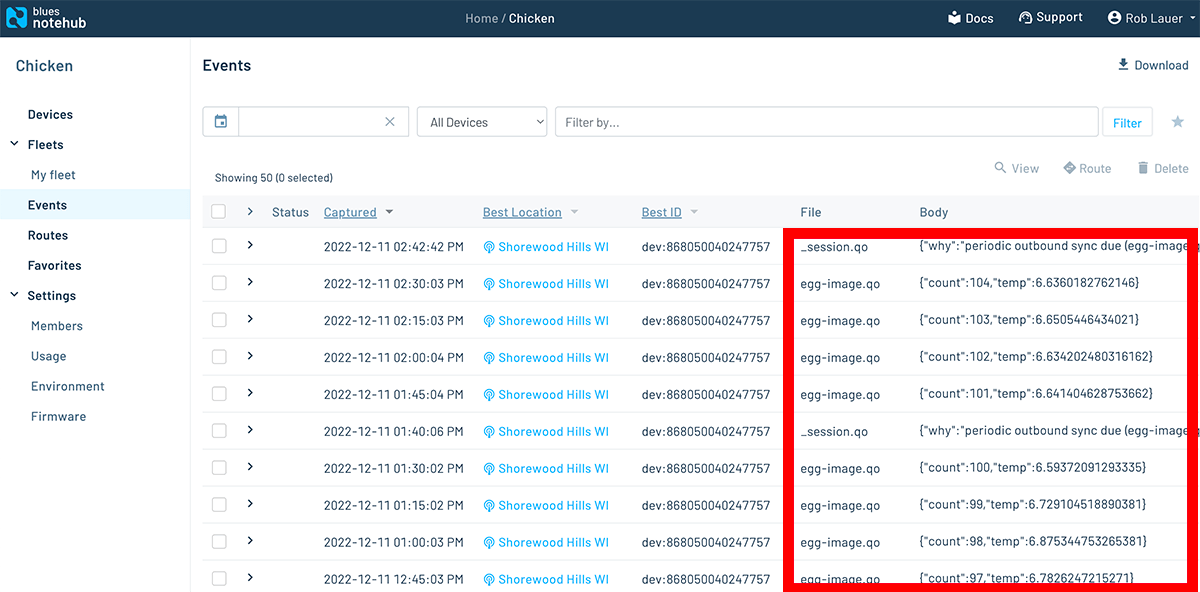 blues notehub
Home / Chicken
Docs
Support
Rob Lauer
Chicken
Devices
Fleets
My fleet
Events
Routes
Favorites
Settings
Members
Usage
Environment
Firmware
Events
Download
All Devices
Filter by...
Filter
Showing 50 (0 selected)
View
Route
Delete
Status Captured Best Location Best ID File Body
2022-12-11 02:42:42 PM Shorewood Hills WI dev:868050040247757 _session.qo {"why":"periodic outbound sync due (egg-image.q
2022-12-11 02:30:03 PM Shorewood Hills WI dev:868050040247757 egg-image.qo {"count":104,"temp":6.6360182762146}
2022-12-11 02:15:03 PM Shorewood Hills WI dev:868050040247757 egg-image.qo {"count":103,"temp":6.6505446434021}
2022-12-11 02:00:04 PM Shorewood Hills WI dev:868050040247757 egg-image.qo {"count":102,"temp":6.634202480316162}
2022-12-11 01:45:04 PM Shorewood Hills WI dev:868050040247757 egg-image.qo {"count":101,"temp":6.641404628753662}
2022-12-11 01:40:06 PM Shorewood Hills WI dev:868050040247757 _session.qo {"why":"periodic outbound sync due (egg-image.q
2022-12-11 01:30:02 PM Shorewood Hills WI dev:868050040247757 egg-image.qo {"count":100,"temp":6.59372091293335}
2022-12-11 01:15:02 PM Shorewood Hills WI dev:868050040247757 egg-image.qo {"count":99,"temp":6.729104518890381}
2022-12-11 01:00:03 PM Shorewood Hills WI dev:868050040247757 egg-image.qo {"count":98,"temp":6.875344753265381}
2022-12-11 12:45:03 PM Shorewood Hills WI dev:868050040247757 egg-image.qo {"count":97,"temp":6.7826247215271}